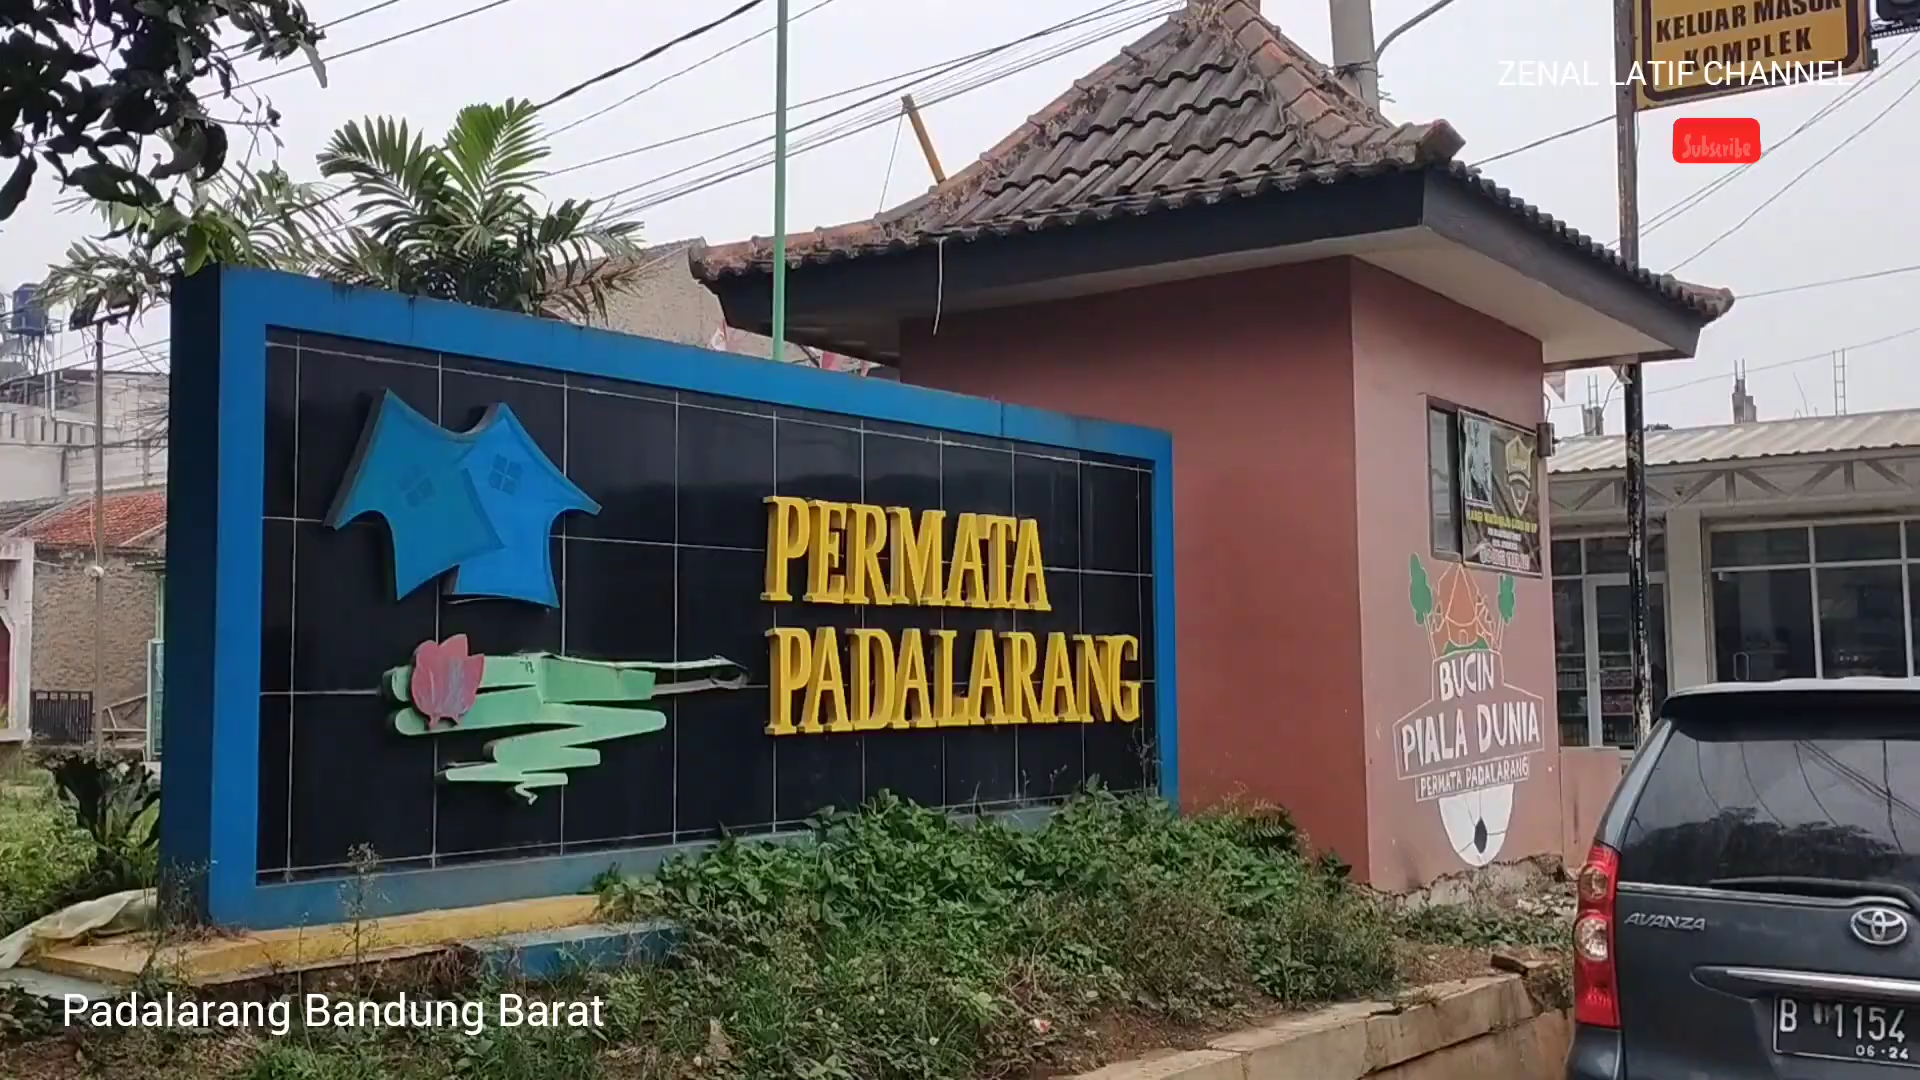 KELUAR MASUK
KOMPLEK
ZENAL LATIF CHANNEL
Subscribe
PERMATA
PADALARANG
BUCIN
PIALA DUNIA
PERMATA PADALARANG
AVANZA
B 1154
06·24
Padalarang Bandung Barat